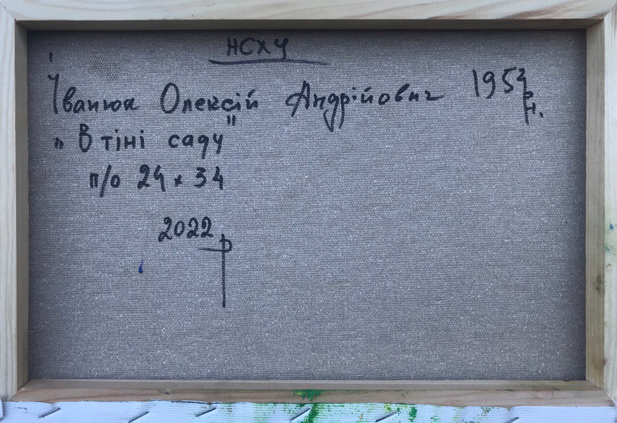 НСХУ
Іванюк Олексій Андрійович 1953 р.н.
"В тіні саду"
п/о 24 x 34
2022 р